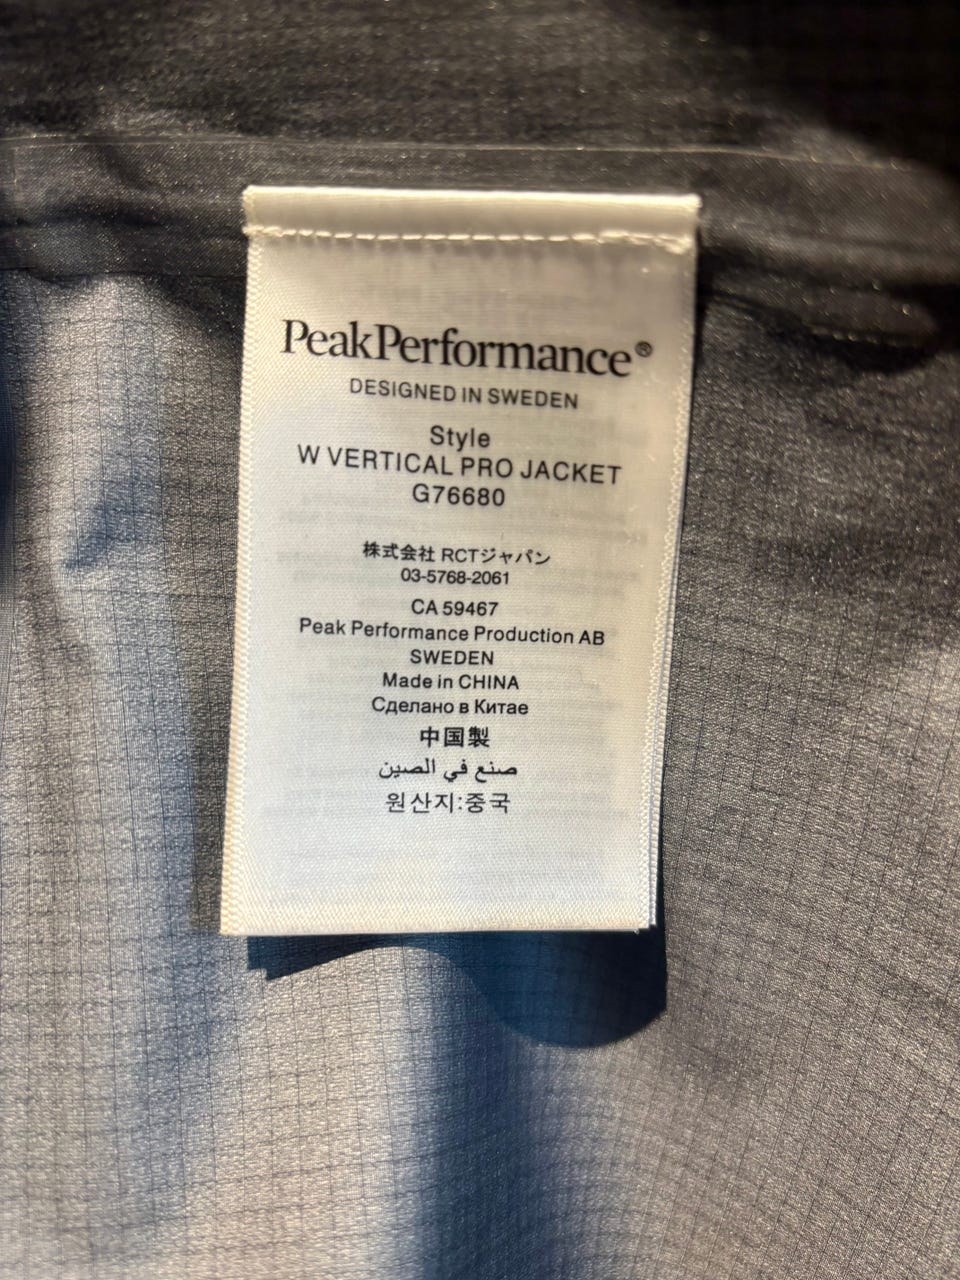 PeakPerformance®
DESIGNED IN SWEDEN
Style
W VERTICAL PRO JACKET
G76680
株式会社 RCTジャパン
03-5768-2061
CA 59467
Peak Performance Production AB
SWEDEN
Made in CHINA
Сделано в Китае
中国製
صنع في الصين
원산지:중국